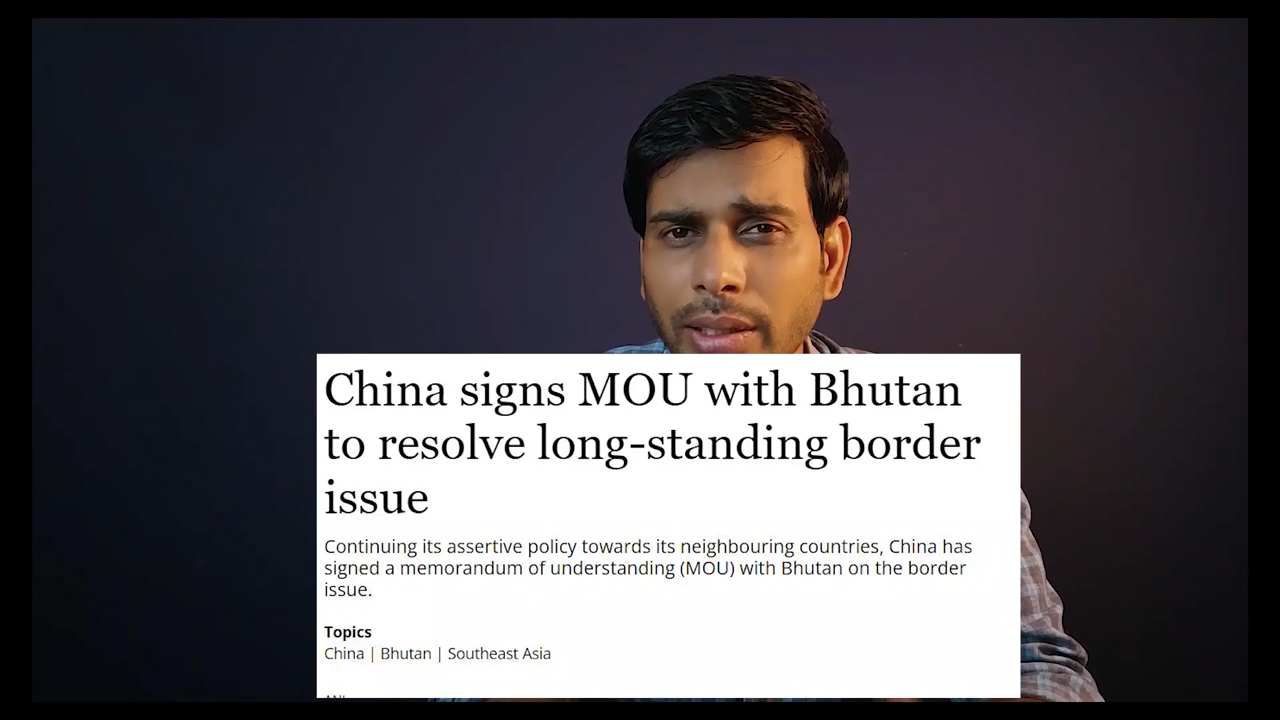 China signs MOU with Bhutan
to resolve long-standing border
issue
Continuing its assertive policy towards its neighbouring countries, China has
signed a memorandum of understanding (MOU) with Bhutan on the border
issue.
Topics
China | Bhutan | Southeast Asia